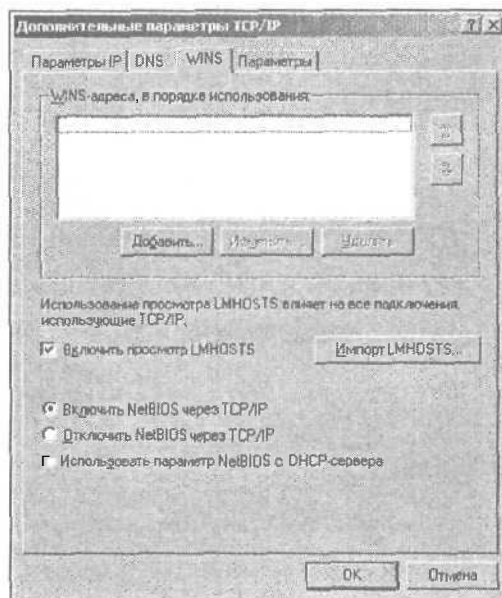 Дополнительные параметры TCP/IP
Параметры IP DNS WINS Параметры
WINS-адреса, в порядке использования:
Добавить... Изменить... Удалить
Использование просмотра LMHOSTS влияет на все подключения,
использующие TCP/IP.
Включить просмотр LMHOSTS Импорт LMHOSTS...
Включить NetBIOS через TCP/IP
Отключить NetBIOS через TCP/IP
Использовать параметр NetBIOS с DHCP-сервера
OK Отмена